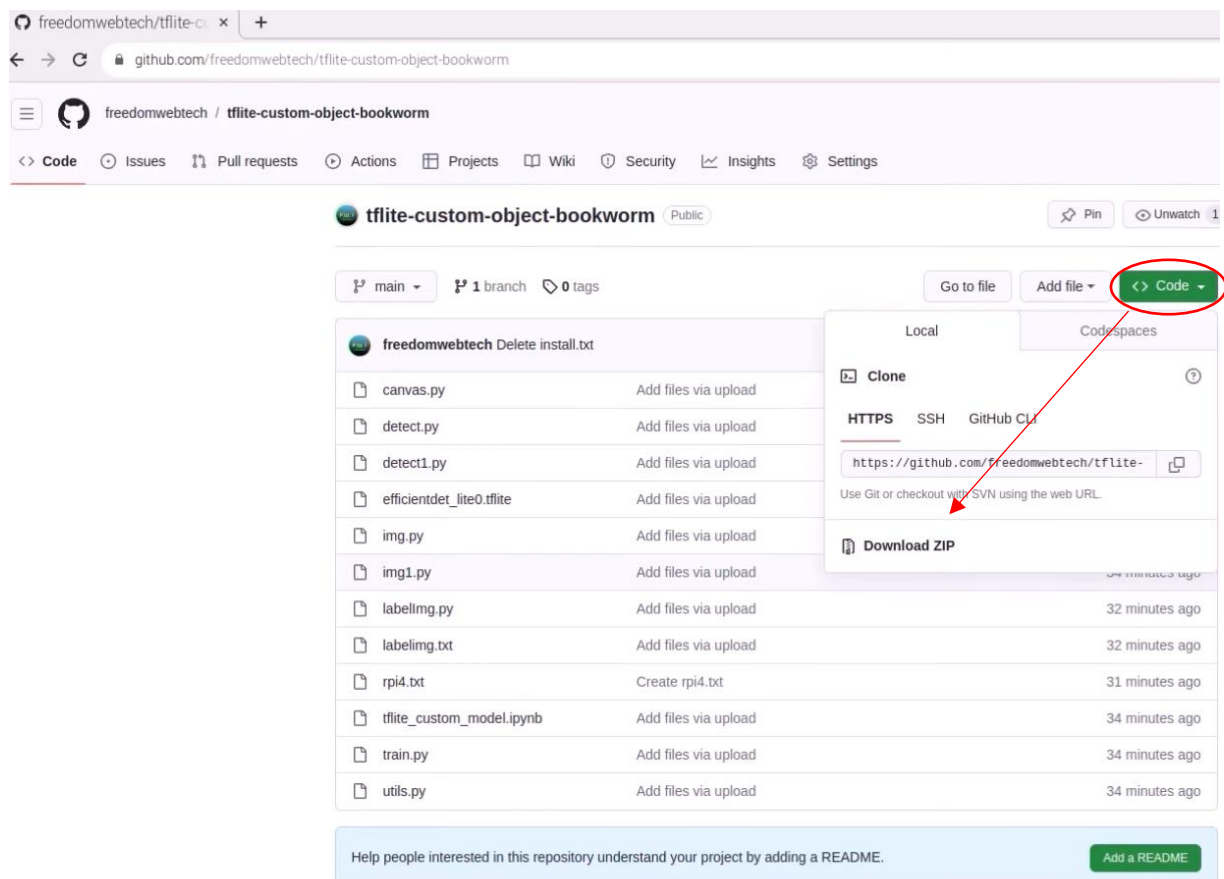 freedomwebtech/tflite-cu
github.com/freedomwebtech/tflite-custom-object-bookworm
freedomwebtech / tflite-custom-object-bookworm
Code Issues Pull requests Actions Projects Wiki Security Insights Settings
tflite-custom-object-bookworm Public Pin Unwatch 1
main 1 branch 0 tags Go to file Add file Code
freedomwebtech Delete install.txt
Local Codespaces
Clone
HTTPS SSH GitHub CLI
https://github.com/freedomwebtech/tflite-
Use Git or checkout with SVN using the web URL.
Download ZIP
canvas.py Add files via upload
detect.py Add files via upload
detect1.py Add files via upload
efficientdet_lite0.tflite Add files via upload
img.py Add files via upload
img1.py Add files via upload 34 minutes ago
labelImg.py Add files via upload 32 minutes ago
labelimg.txt Add files via upload 32 minutes ago
rpi4.txt Create rpi4.txt 31 minutes ago
tflite_custom_model.ipynb Add files via upload 34 minutes ago
train.py Add files via upload 34 minutes ago
utils.py Add files via upload 34 minutes ago
Help people interested in this repository understand your project by adding a README. Add a README